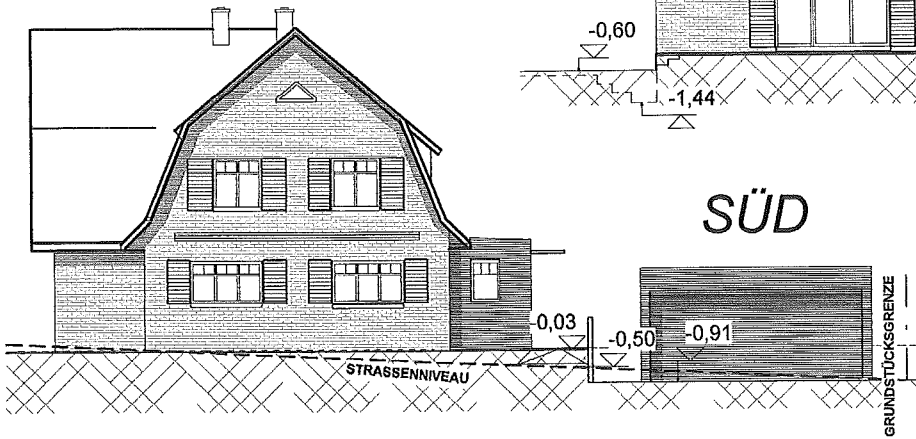 -0,60
-1,44
SÜD
-0,03
-0,50
-0,91
STRASSENNIVEAU
GRUNDSTÜCKSGRENZE